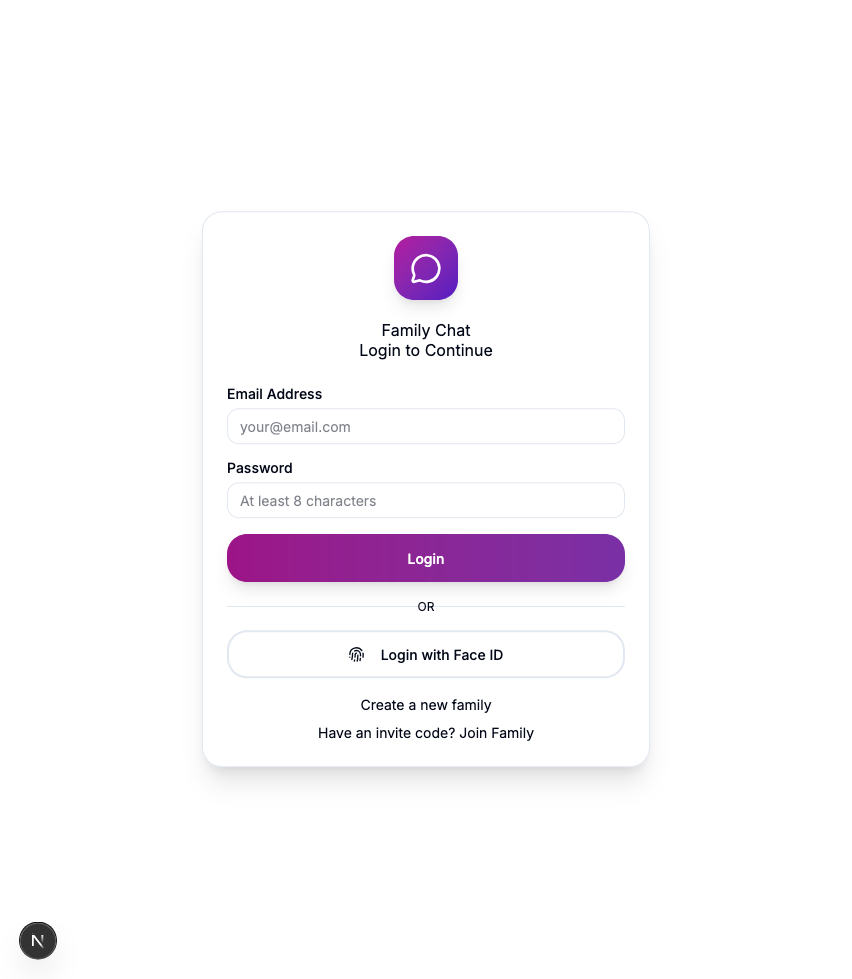 Family Chat
Login to Continue
Email Address
your@email.com
Password
At least 8 characters
Login
OR
Login with Face ID
Create a new family
Have an invite code? Join Family
N